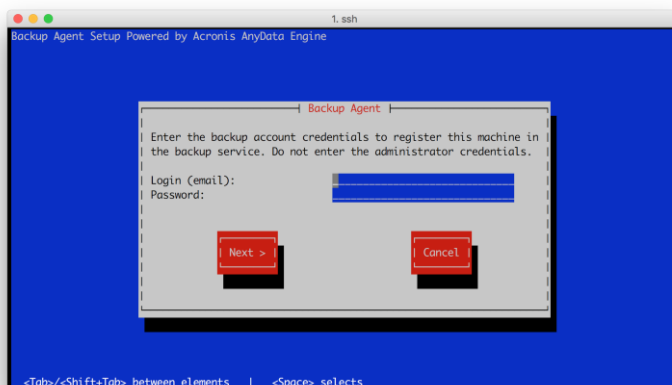 1. ssh
Backup Agent Setup Powered by Acronis AnyData Engine
Backup Agent
Enter the backup account credentials to register this machine in
the backup service. Do not enter the administrator credentials.
Login (email):
Password:
Next > Cancel
<Tab>/<Shift+Tab> between elements | <Space> selects